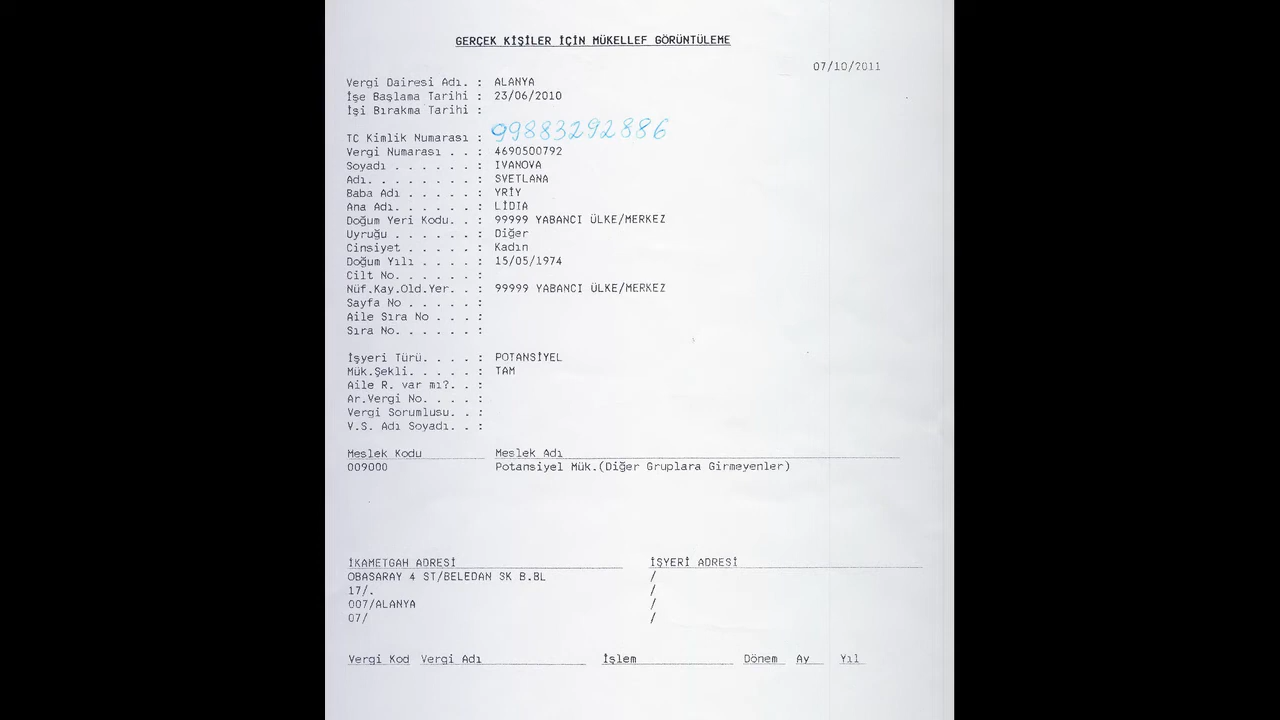 GERÇEK KİŞİLER İÇİN MÜKELLEF GÖRÜNTÜLEME
07/10/2011
Vergi Dairesi Adı. : ALANYA
İşe Başlama Tarihi : 23/06/2010
İşi Bırakma Tarihi :
TC Kimlik Numarası : 99883292886
Vergi Numarası . . : 4690500792
Soyadı . . . . . . : IVANOVA
Adı. . . . . . . . : SVETLANA
Baba Adı . . . . . : YRIY
Ana Adı. . . . . . : LİDIA
Doğum Yeri Kodu. . : 99999 YABANCI ÜLKE/MERKEZ
Uyruğu . . . . . . : Diğer
Cinsiyet . . . . . : Kadın
Doğum Yılı . . . . : 15/05/1974
Cilt No. . . . . . :
Nüf.Kay.Old.Yer. . : 99999 YABANCI ÜLKE/MERKEZ
Sayfa No . . . . . :
Aile Sıra No . . . :
Sıra No. . . . . . :
İşyeri Türü. . . . : POTANSİYEL
Mük.Şekli. . . . . : TAM
Aile R. var mı?. . :
Ar.Vergi No. . . . :
Vergi Sorumlusu. . :
V.S. Adı Soyadı. . :
Meslek Kodu Meslek Adı
009000 Potansiyel Mük.(Diğer Gruplara Girmeyenler)
İKAMETGAH ADRESİ İŞYERİ ADRESİ
OBASARAY 4 ST/BELEDAN SK B.BL /
17/. /
007/ALANYA /
07/ /
Vergi Kod Vergi Adı İşlem Dönem Ay Yıl